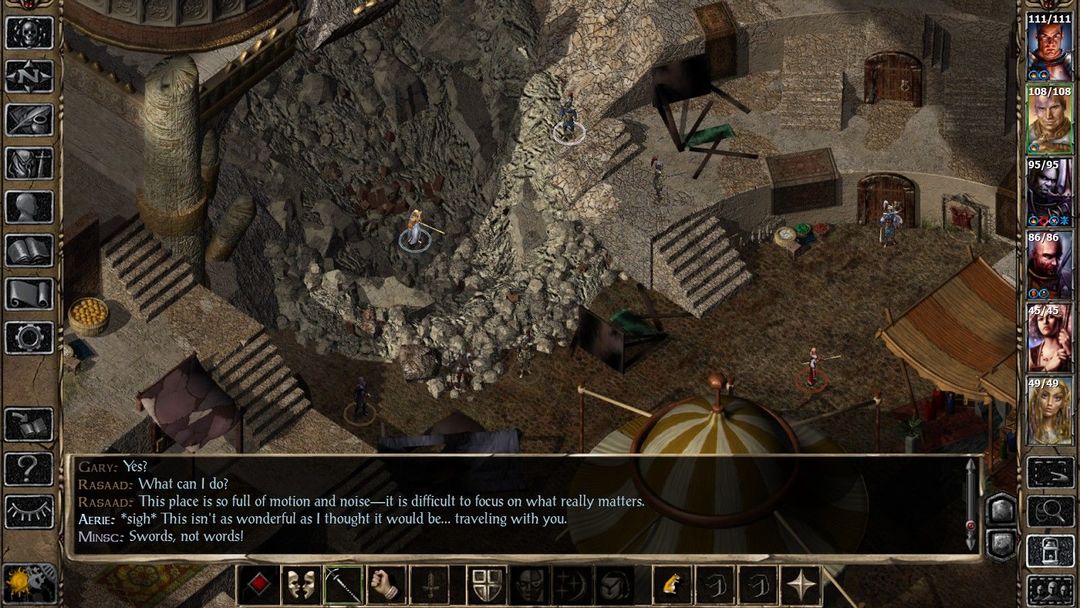 111/111
108/108
95/95
86/86
45/45
49/49
GARY: Yes?
RASAAD: What can I do?
RASAAD: This place is so full of motion and noise—it is difficult to focus on what really matters.
AERIE: *sigh* This isn't as wonderful as I thought it would be... traveling with you.
MINSC: Swords, not words!
N
?